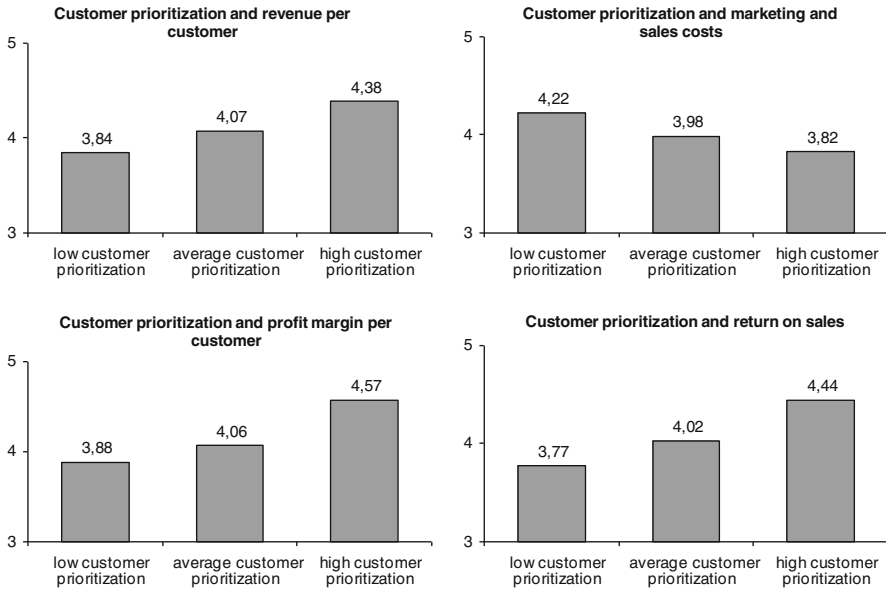 Customer prioritization and revenue per
customer
5
4
3
3,84
4,07
4,38
low customer
prioritization
average customer
prioritization
high customer
prioritization
Customer prioritization and marketing and
sales costs
5
4
3
4,22
3,98
3,82
low customer
prioritization
average customer
prioritization
high customer
prioritization
Customer prioritization and profit margin per
customer
5
4
3
3,88
4,06
4,57
low customer
prioritization
average customer
prioritization
high customer
prioritization
Customer prioritization and return on sales
5
4
3
3,77
4,02
4,44
low customer
prioritization
average customer
prioritization
high customer
prioritization